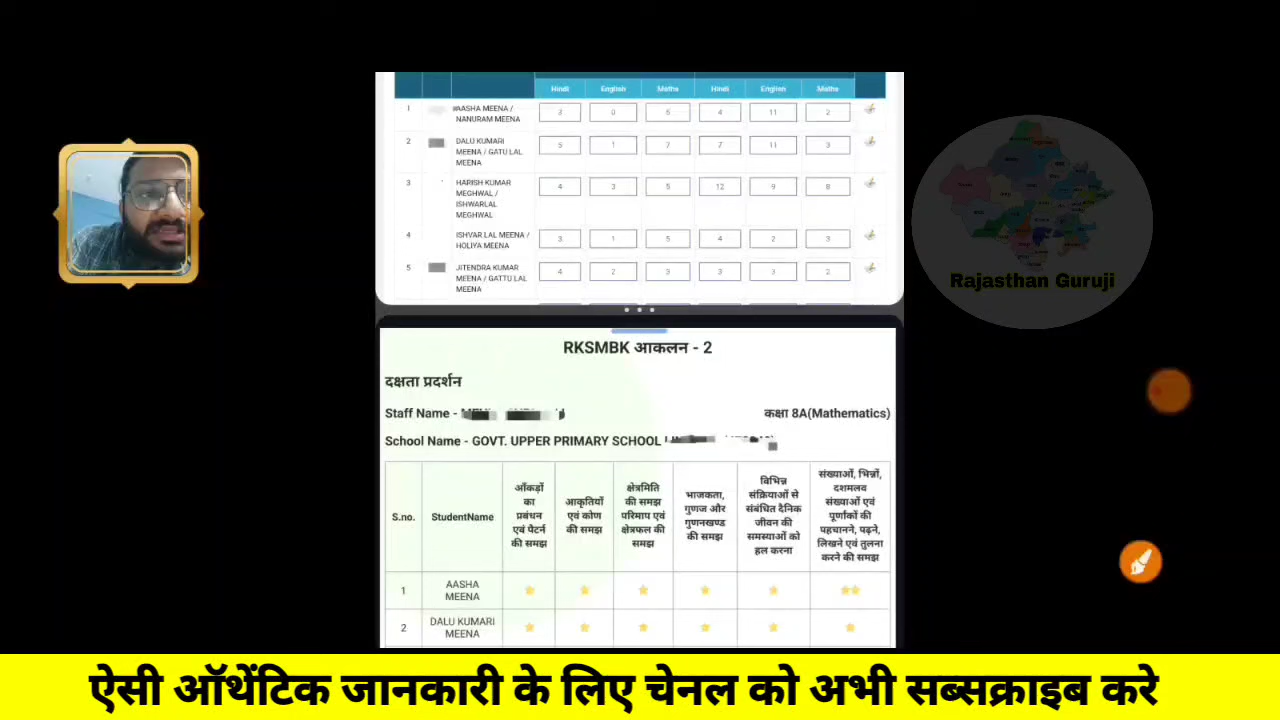 Hindi English Maths Hindi English Maths
1 AASHA MEENA / 3 0 6 4 11 2
NANURAM MEENA
2 DALU KUMARI 5 1 7 7 11 3
MEENA / GATU LAL
MEENA
3 HARISH KUMAR 4 3 5 12 9 8
MEGHWAL /
ISHWARLAL
MEGHWAL
4 ISHVAR LAL MEENA / 3 1 5 4 2 3
HOLIYA MEENA
5 JITENDRA KUMAR 4 2 3 3 3 2
MEENA / GATTU LAL
MEENA
Rajasthan Guruji
RKSMBK आकलन - 2
दक्षता प्रदर्शन
Staff Name - कक्षा 8A(Mathematics)
School Name - GOVT. UPPER PRIMARY SCHOOL
S.no.
StudentName
आँकड़ों
का
प्रबंधन
एवं पैटर्न
की समझ
आकृतियों
एवं कोण
की समझ
क्षेत्रमिति
की समझ
परिमाप एवं
क्षेत्रफल की
समझ
भाजकता,
गुणज और
गुणनखण्ड
की समझ
विभिन्न
संक्रियाओं से
संबंधित दैनिक
जीवन की
समस्याओं को
हल करना
संख्याओं, भिन्नों,
दशमलव
संख्याओं एवं
पूर्णांकों की
पहचानने, पढ़ने,
लिखने एवं तुलना
करने की समझ
1 AASHA
MEENA
2 DALU KUMARI
MEENA
ऐसी ऑथेंटिक जानकारी के लिए चेनल को अभी सब्सक्राइब करे